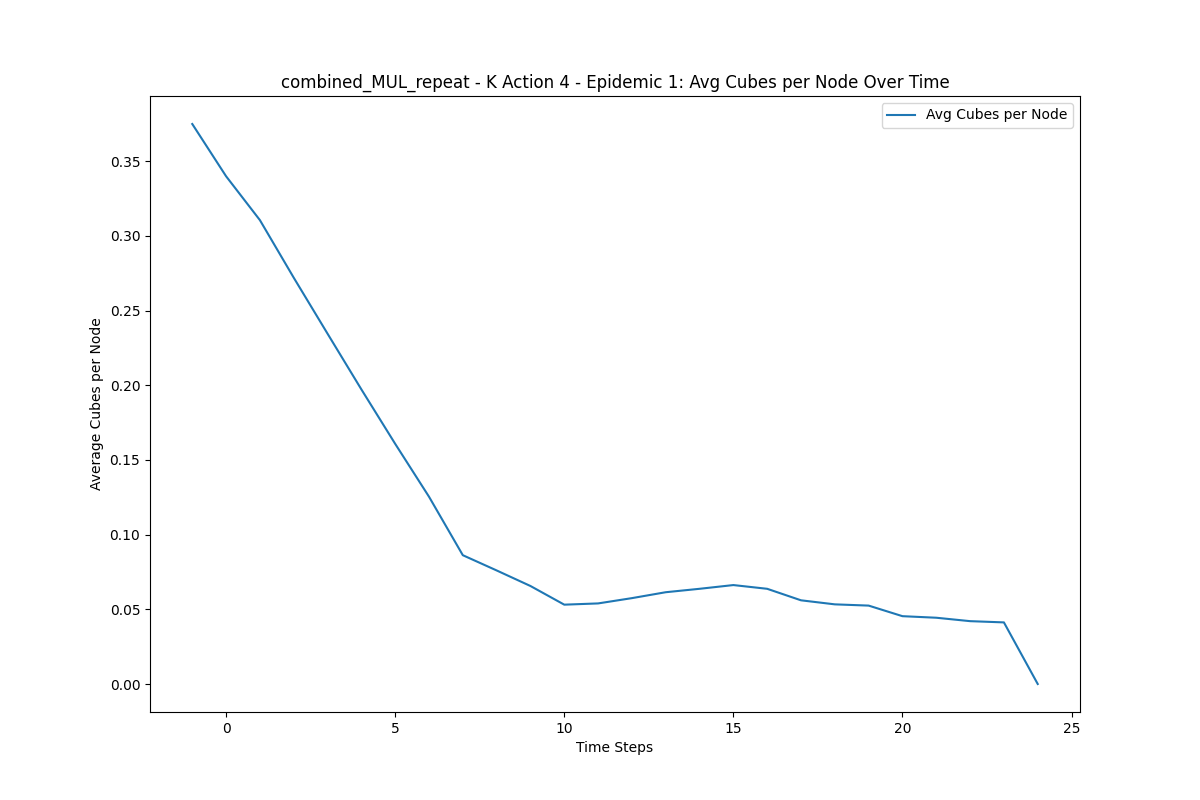 combined_MUL_repeat - K Action 4 - Epidemic 1: Avg Cubes per Node Over Time
Avg Cubes per Node
Average Cubes per Node
0.35
0.30
0.25
0.20
0.15
0.10
0.05
0.00
0 5 10 15 20 25
Time Steps